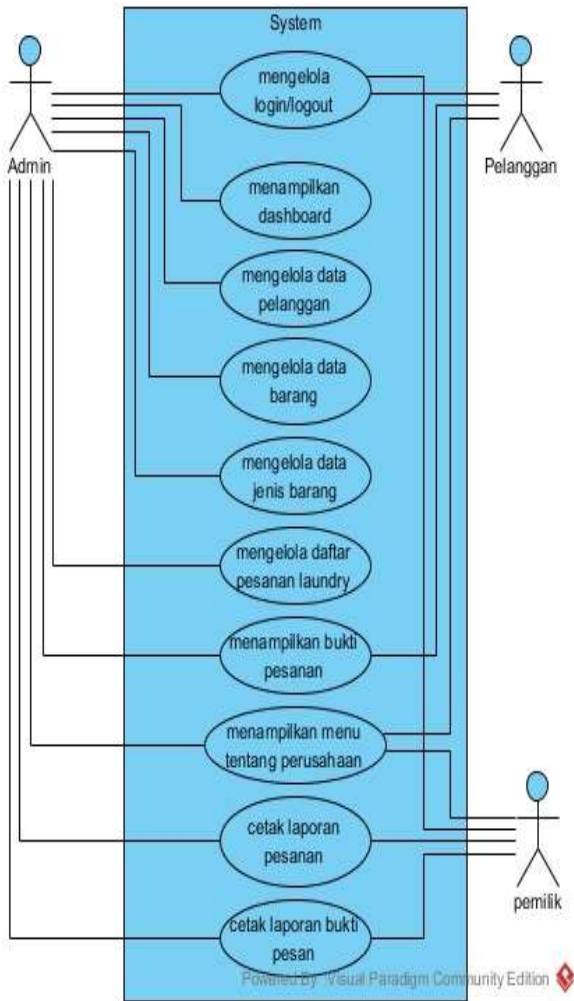 System
mengelola
login/logout
Admin
Pelanggan
menampilkan
dashboard
mengelola data
pelanggan
mengelola data
barang
mengelola data
jenis barang
mengelola daftar
pesanan laundry
menampilkan bukti
pesanan
menampilkan menu
tentang perusahaan
cetak laporan
pesanan
pemilik
cetak laporan bukti
pesan
Powered By Visual Paradigm Community Edition